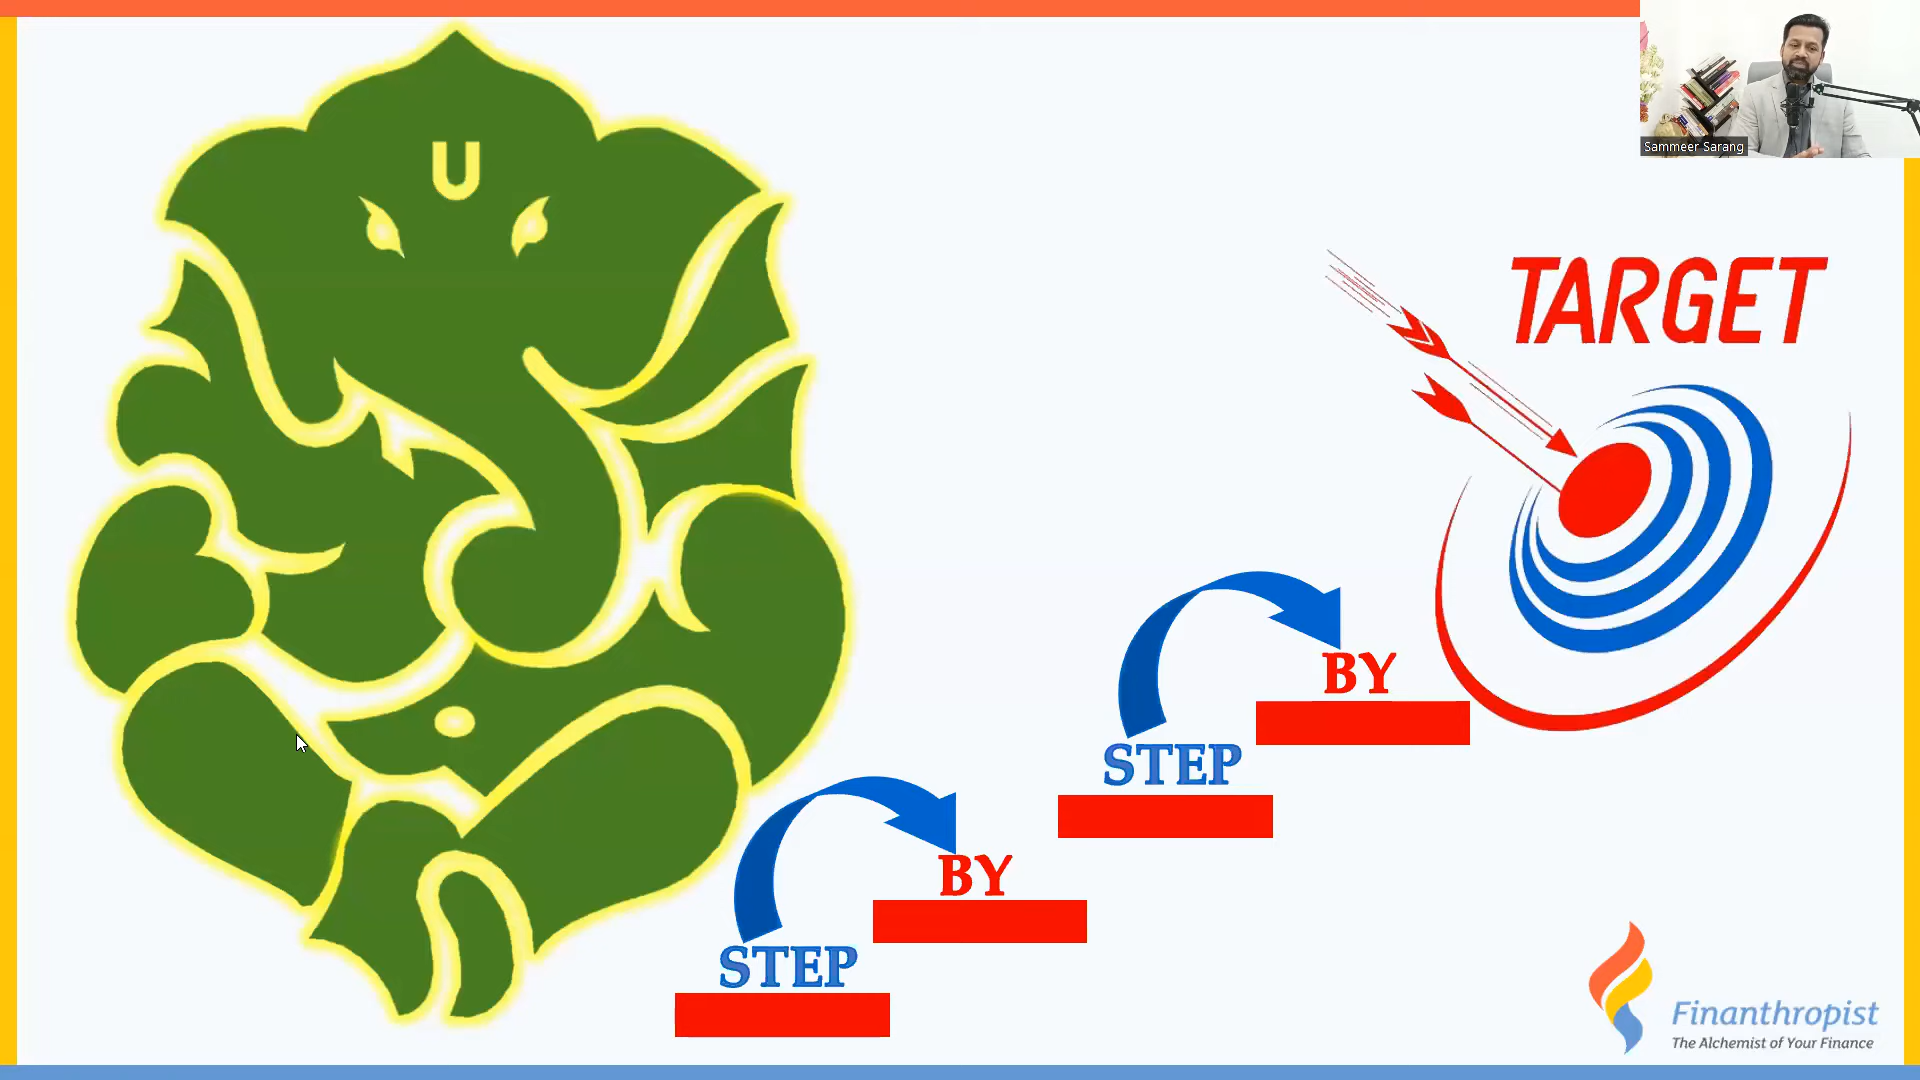 Sammeer Sarang
U
TARGET
BY
STEP
BY
STEP
Finanthropist
The Alchemist of Your Finance